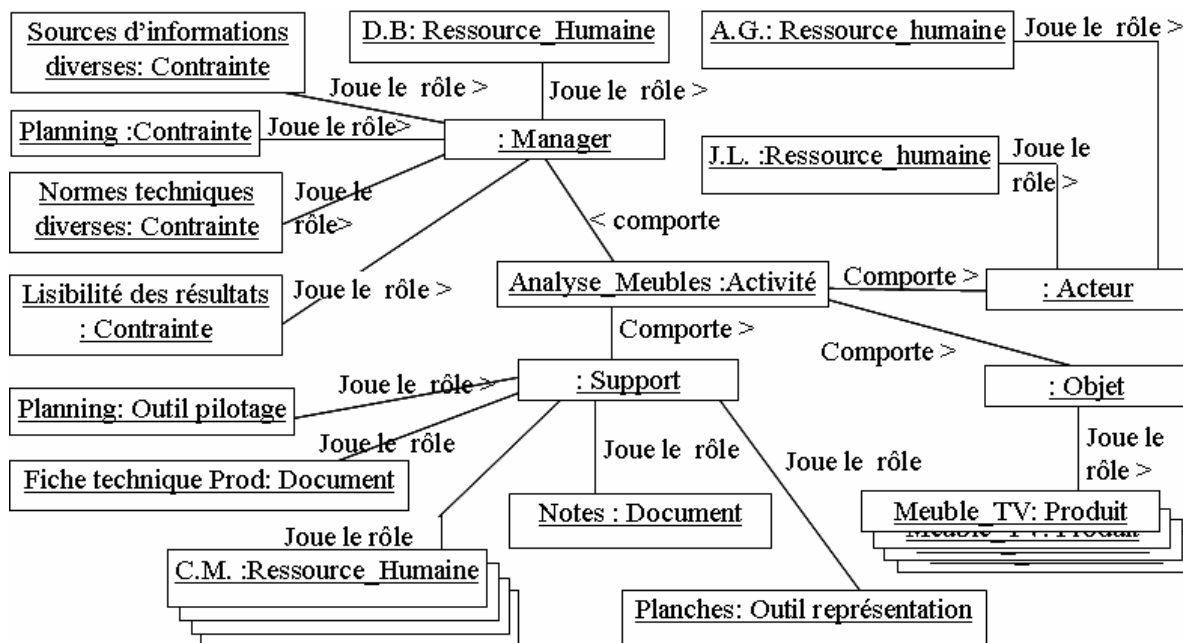 Sources d'informations
diverses: Contrainte
D.B: Ressource_Humaine
A.G.: Ressource_humaine
Joue le rôle >
Joue le rôle >
Joue le rôle >
Planning :Contrainte
Joue le rôle>
: Manager
J.L. :Ressource_humaine
Joue le
rôle >
Normes techniques
diverses: Contrainte
Joue le
rôle>
< comporte
Lisibilité des résultats
: Contrainte
Joue le rôle >
Analyse_Meubles :Activité
Comporte >
: Acteur
Comporte >
Comporte >
Joue le rôle >
: Support
: Objet
Planning: Outil pilotage
Joue le rôle
Joue le rôle
Joue le rôle
Joue le
rôle >
Fiche technique Prod: Document
Notes : Document
Meuble_TV: Produit
Meuble_TV: Produit
Joue le rôle
C.M. :Ressource_Humaine
Planches: Outil représentation